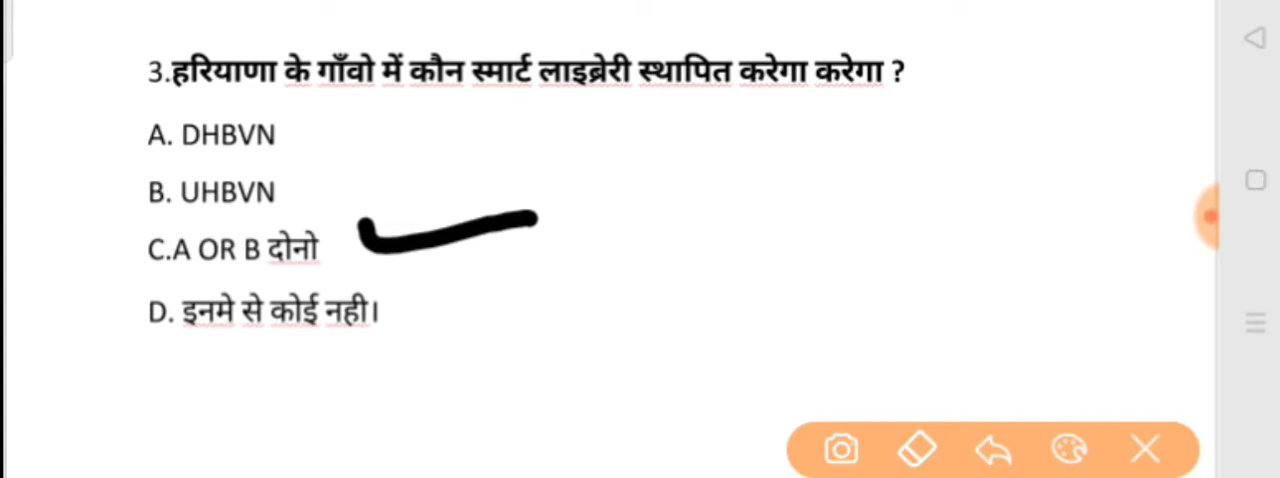 3.हरियाणा के गाँवो में कौन स्मार्ट लाइब्रेरी स्थापित करेगा करेगा ?
A. DHBVN
B. UHBVN
C.A OR B दोनो
D. इनमे से कोई नही।